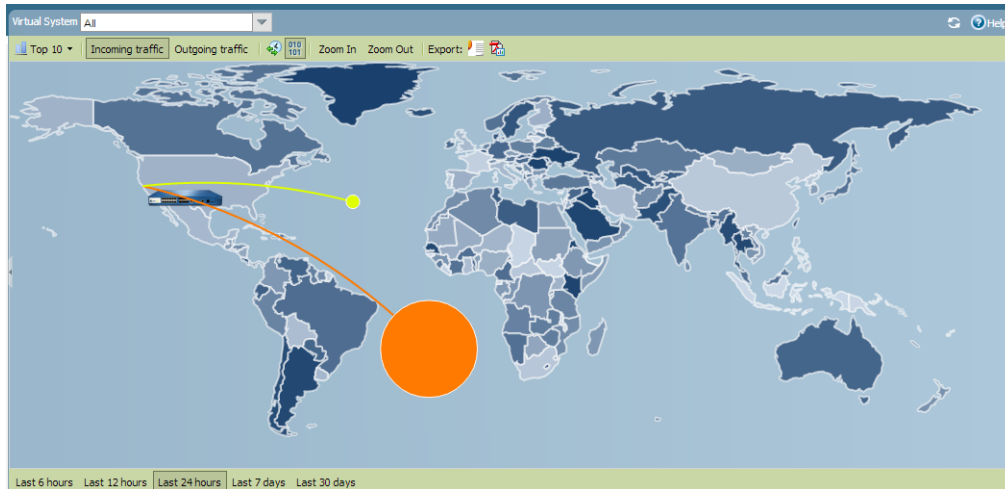 Virtual System All Help
Top 10 Incoming traffic Outgoing traffic 010 101 Zoom In Zoom Out Export:
Last 6 hours Last 12 hours Last 24 hours Last 7 days Last 30 days